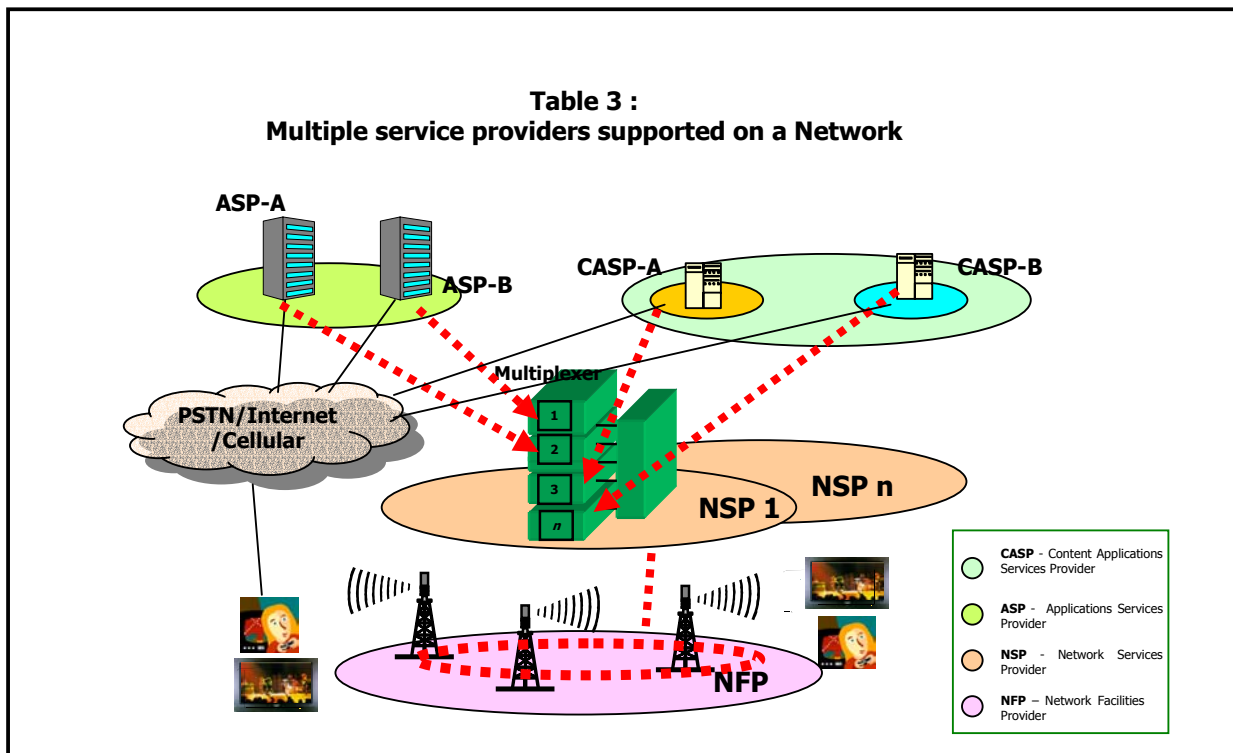 Table 3 :
Multiple service providers supported on a Network
ASP-A
ASP-B
CASP-A
CASP-B
Multiplexer
PSTN/Internet
/Cellular
1
2
3
n
NSP 1
NSP n
NFP
CASP - Content Applications
Services Provider
ASP - Applications Services
Provider
NSP - Network Services
Provider
NFP – Network Facilities
Provider